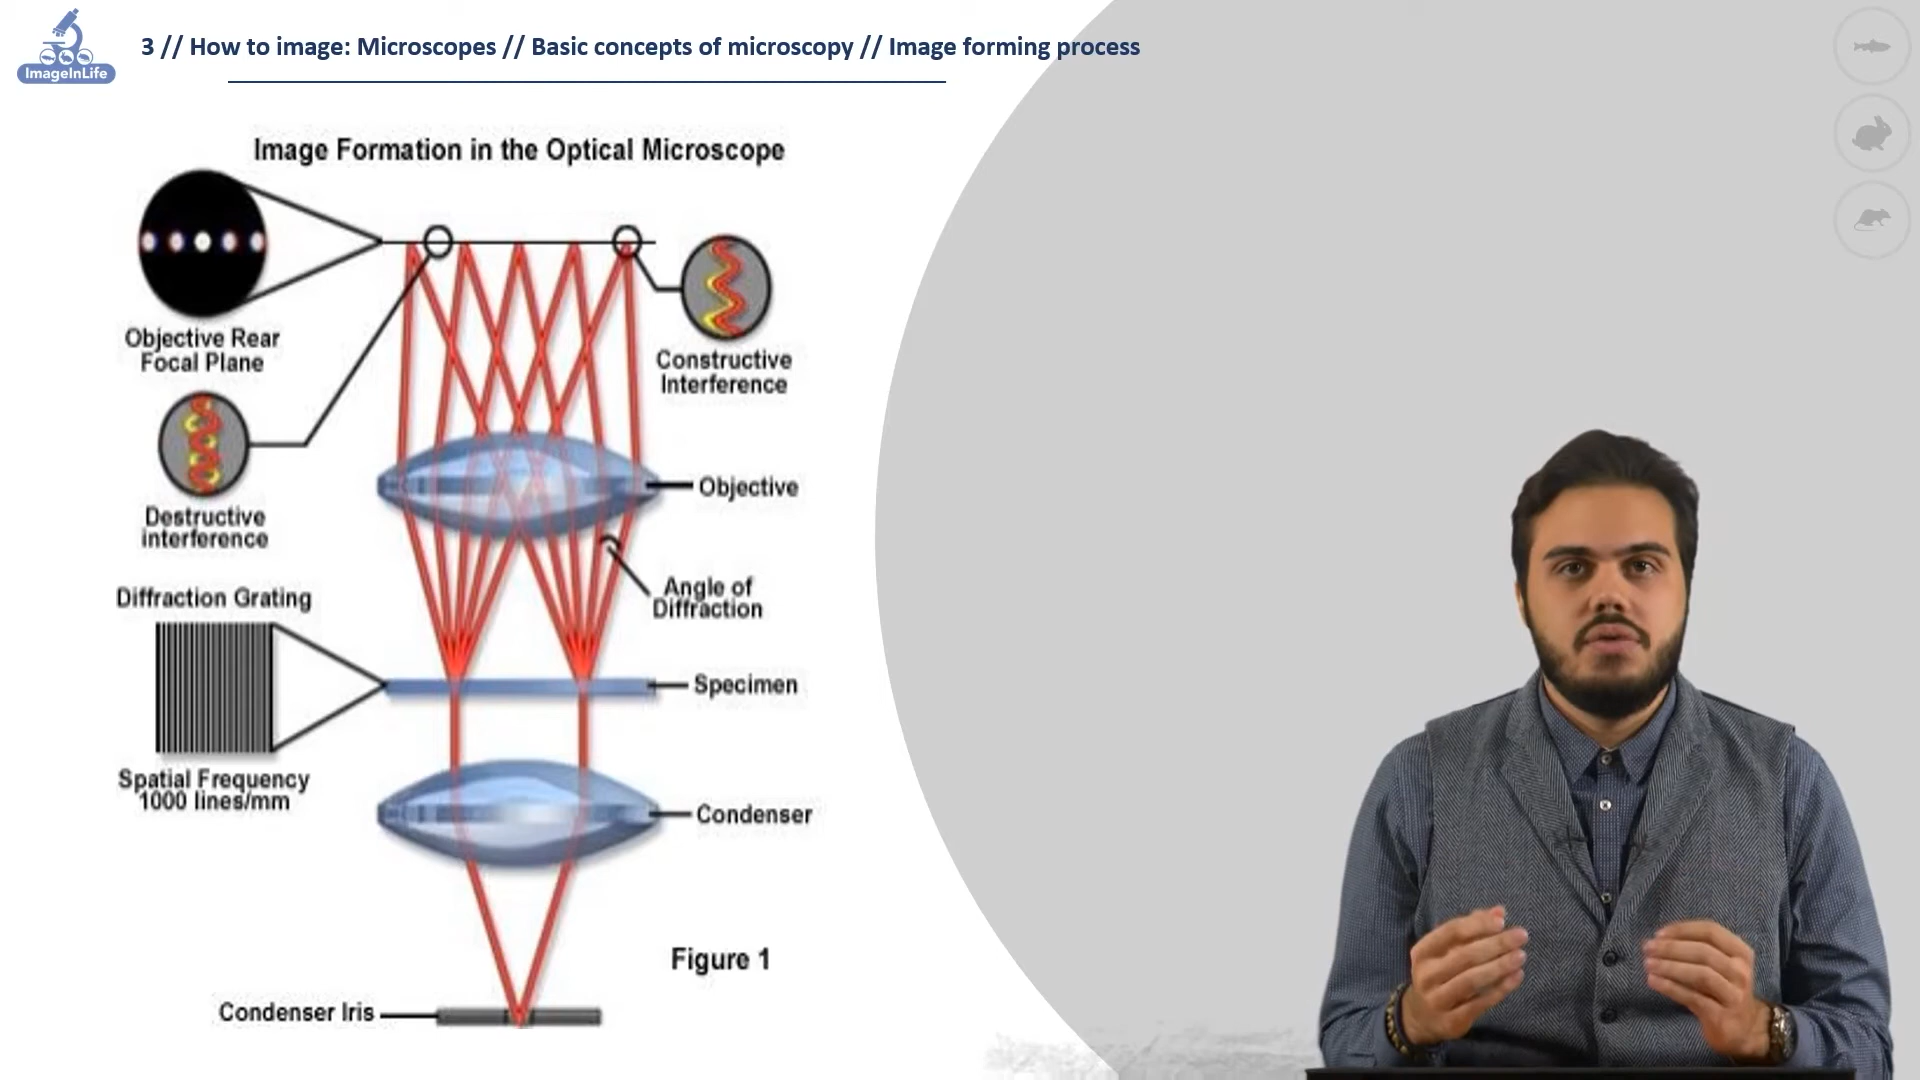 ImageInLife
3 // How to image: Microscopes // Basic concepts of microscopy // Image forming process
Image Formation in the Optical Microscope
Objective Rear
Focal Plane
Constructive
Interference
Destructive
interference
Objective
Angle of
Diffraction
Diffraction Grating
Specimen
Spatial Frequency
1000 lines/mm
Condenser
Figure 1
Condenser Iris